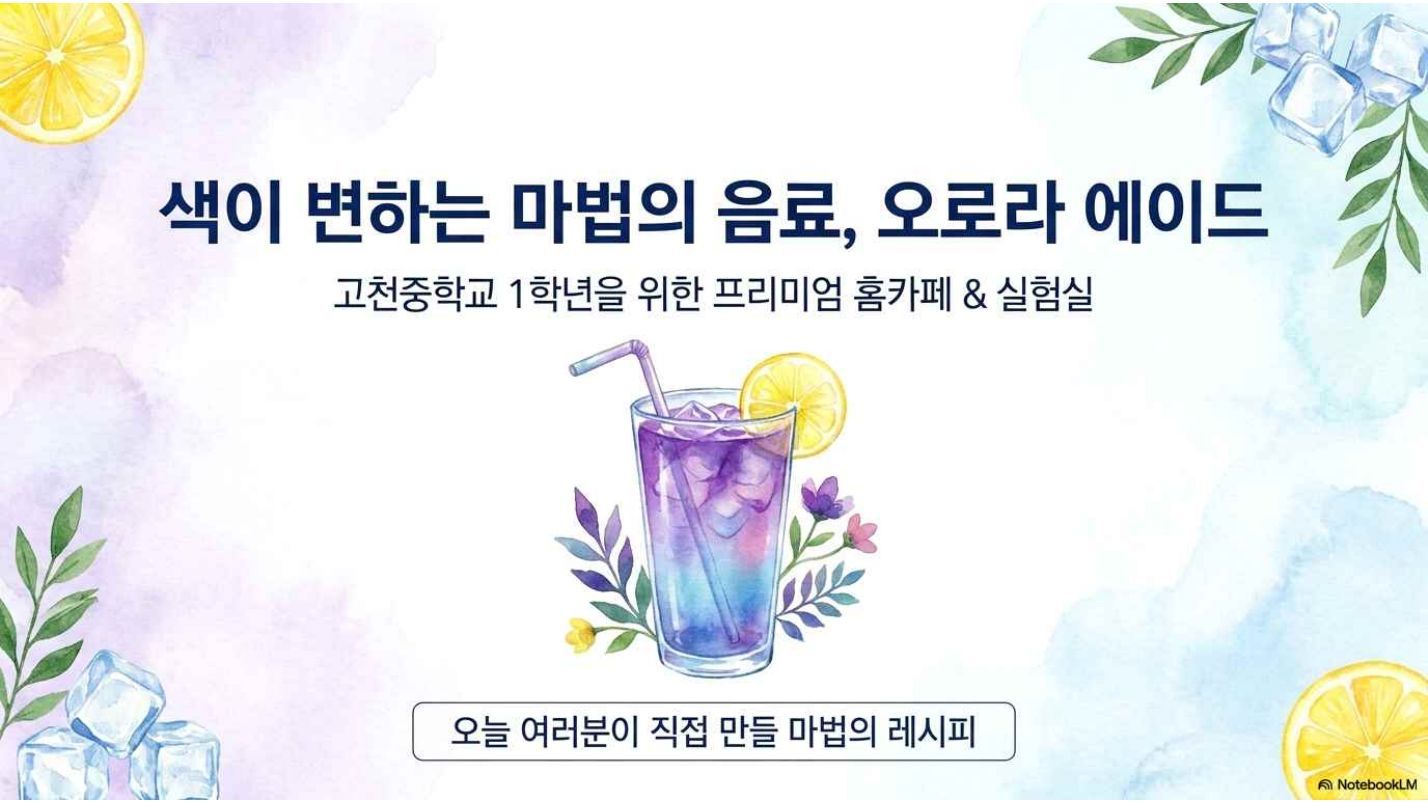 색이 변하는 마법의 음료, 오로라 에이드
고천중학교 1학년을 위한 프리미엄 홈카페 & 실험실
오늘 여러분이 직접 만들 마법의 레시피
NotebookLM